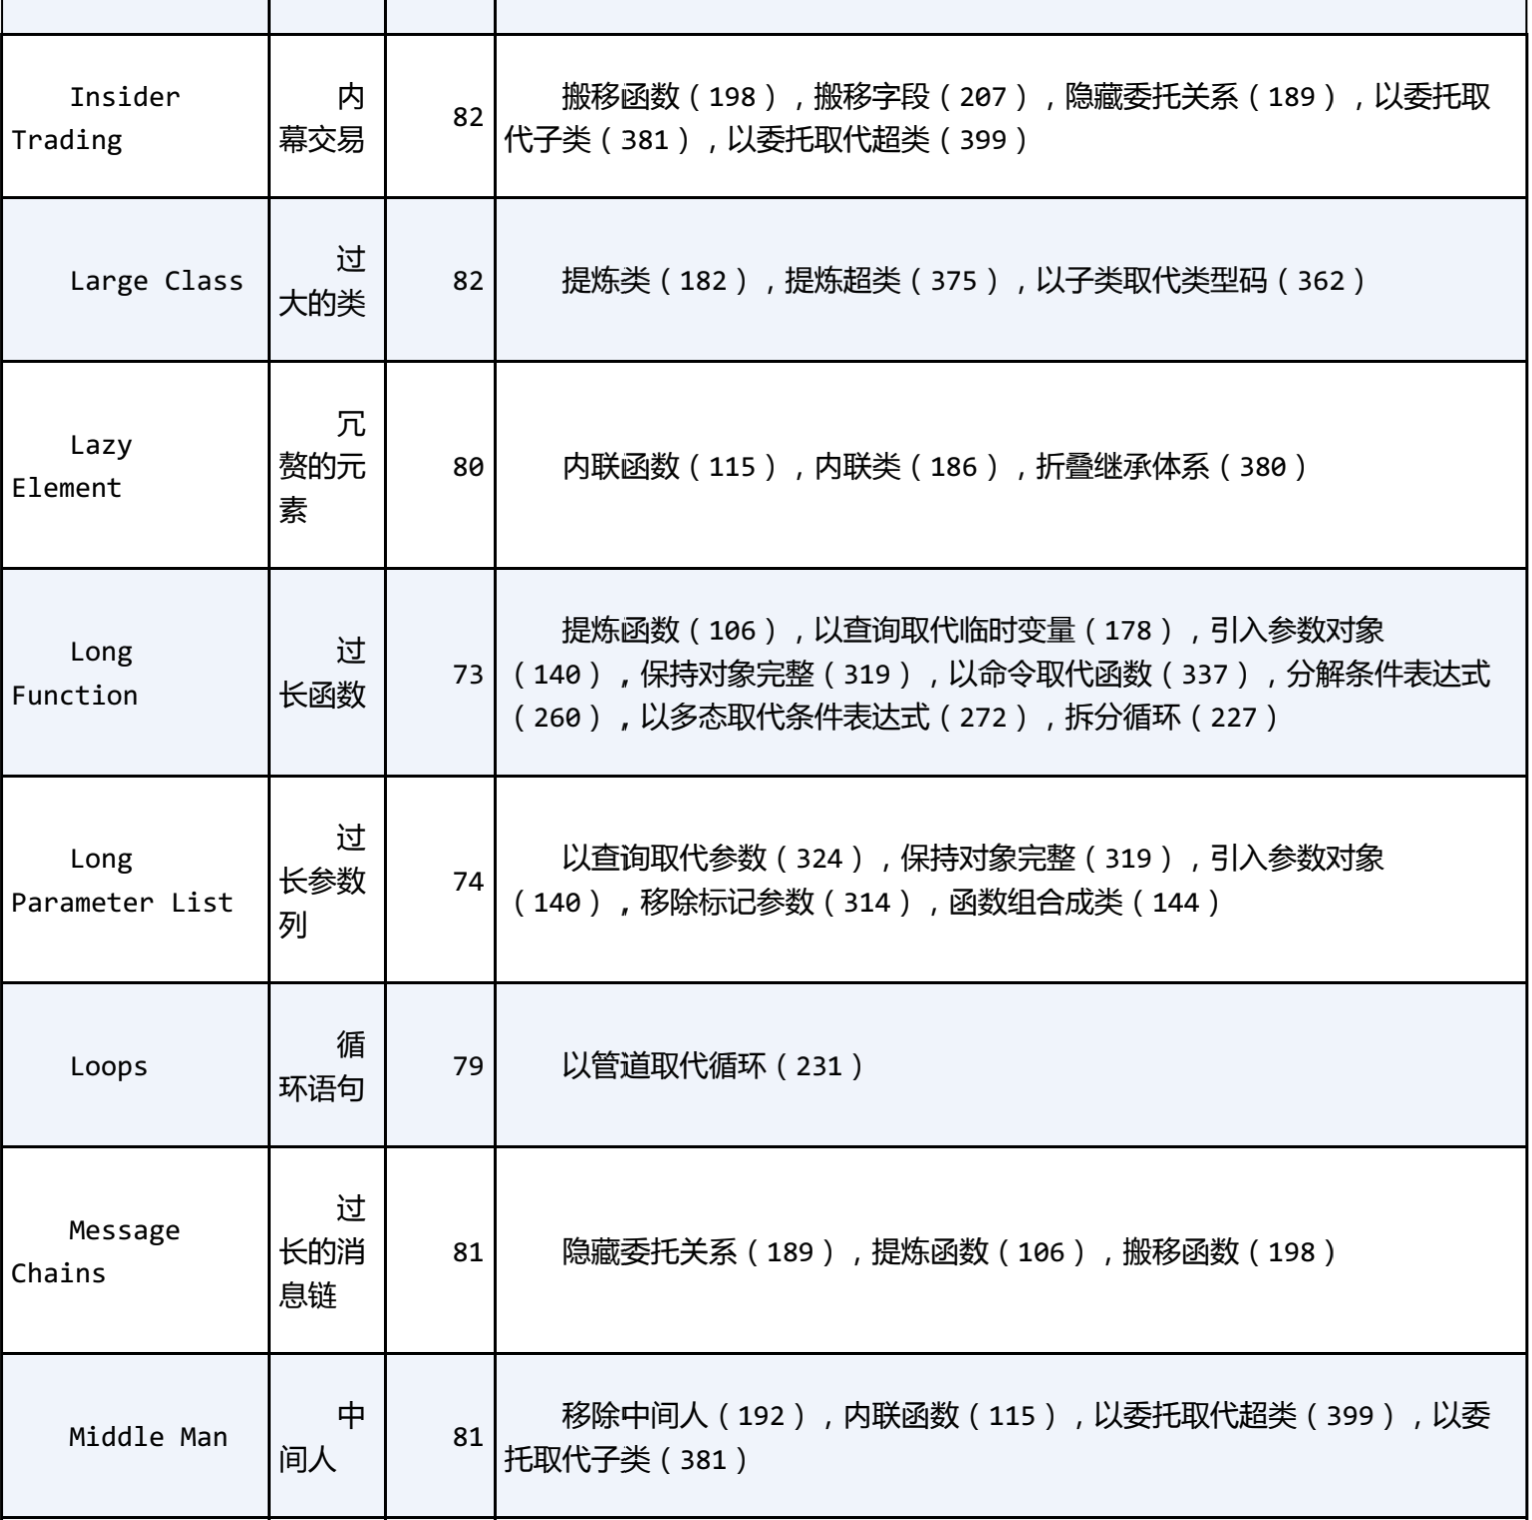 Insider
Trading
内
幕交易
82
搬移函数（198），搬移字段（207），隐藏委托关系（189），以委托取
代子类（381），以委托取代超类（399）
Large Class
过
大的类
82
提炼类（182），提炼超类（375），以子类取代类型码（362）
Lazy
Element
冗
赘的元
素
80
内联函数（115），内联类（186），折叠继承体系（380）
Long
Function
过
长函数
73
提炼函数（106），以查询取代临时变量（178），引入参数对象
（140），保持对象完整（319），以命令取代函数（337），分解条件表达式
（260），以多态取代条件表达式（272），拆分循环（227）
Long
Parameter List
过
长参数
列
74
以查询取代参数（324），保持对象完整（319），引入参数对象
（140），移除标记参数（314），函数组合成类（144）
Loops
循
环语句
79
以管道取代循环（231）
Message
Chains
过
长的消
息链
81
隐藏委托关系（189），提炼函数（106），搬移函数（198）
Middle Man
中
间人
81
移除中间人（192），内联函数（115），以委托取代超类（399），以委
托取代子类（381）